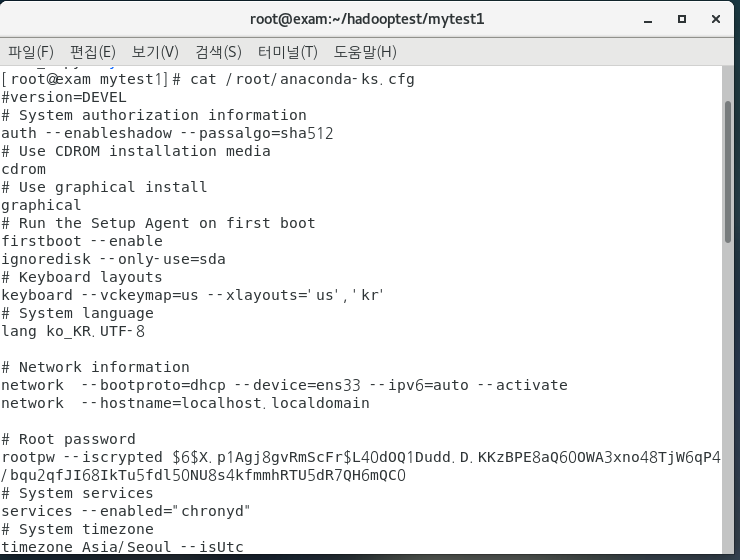 root@exam:~/hadooptest/mytest1
파일(F) 편집(E) 보기(V) 검색(S) 터미널(T) 도움말(H)
[root@exam mytest1]# cat /root/anaconda-ks.cfg
#version=DEVEL
# System authorization information
auth --enableshadow --passalgo=sha512
# Use CDROM installation media
cdrom
# Use graphical install
graphical
# Run the Setup Agent on first boot
firstboot --enable
ignoredisk --only-use=sda
# Keyboard layouts
keyboard --vckeymap=us --xlayouts='us','kr'
# System language
lang ko_KR.UTF-8
# Network information
network  --bootproto=dhcp --device=ens33 --ipv6=auto --activate
network  --hostname=localhost.localdomain
# Root password
rootpw --iscrypted $6$X.p1Agj8gvRmScFr$L40dOQ1Dudd.D.KKzBPE8aQ60OWA3xno48TjW6qP4
/bqu2qfJI68IkTu5fdl50NU8s4kfmmhRTU5dR7QH6mQC0
# System services
services --enabled="chronyd"
# System timezone
timezone Asia/Seoul --isUtc